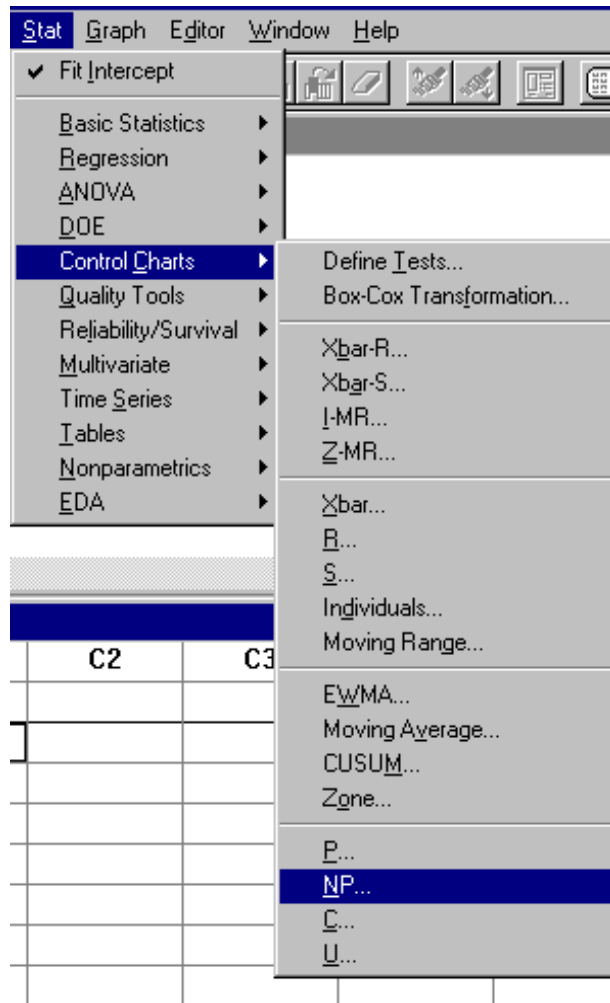 Stat Graph Editor Window Help
Fit Intercept
Basic Statistics
Regression
ANOVA
DOE
Control Charts
Quality Tools
Reliability/Survival
Multivariate
Time Series
Tables
Nonparametrics
EDA
Define Tests...
Box-Cox Transformation...
Xbar-R...
Xbar-S...
I-MR...
Z-MR...
Xbar...
R...
S...
Individuals...
Moving Range...
EWMA...
Moving Average...
CUSUM...
Zone...
P...
NP...
C...
U...
C2 C3